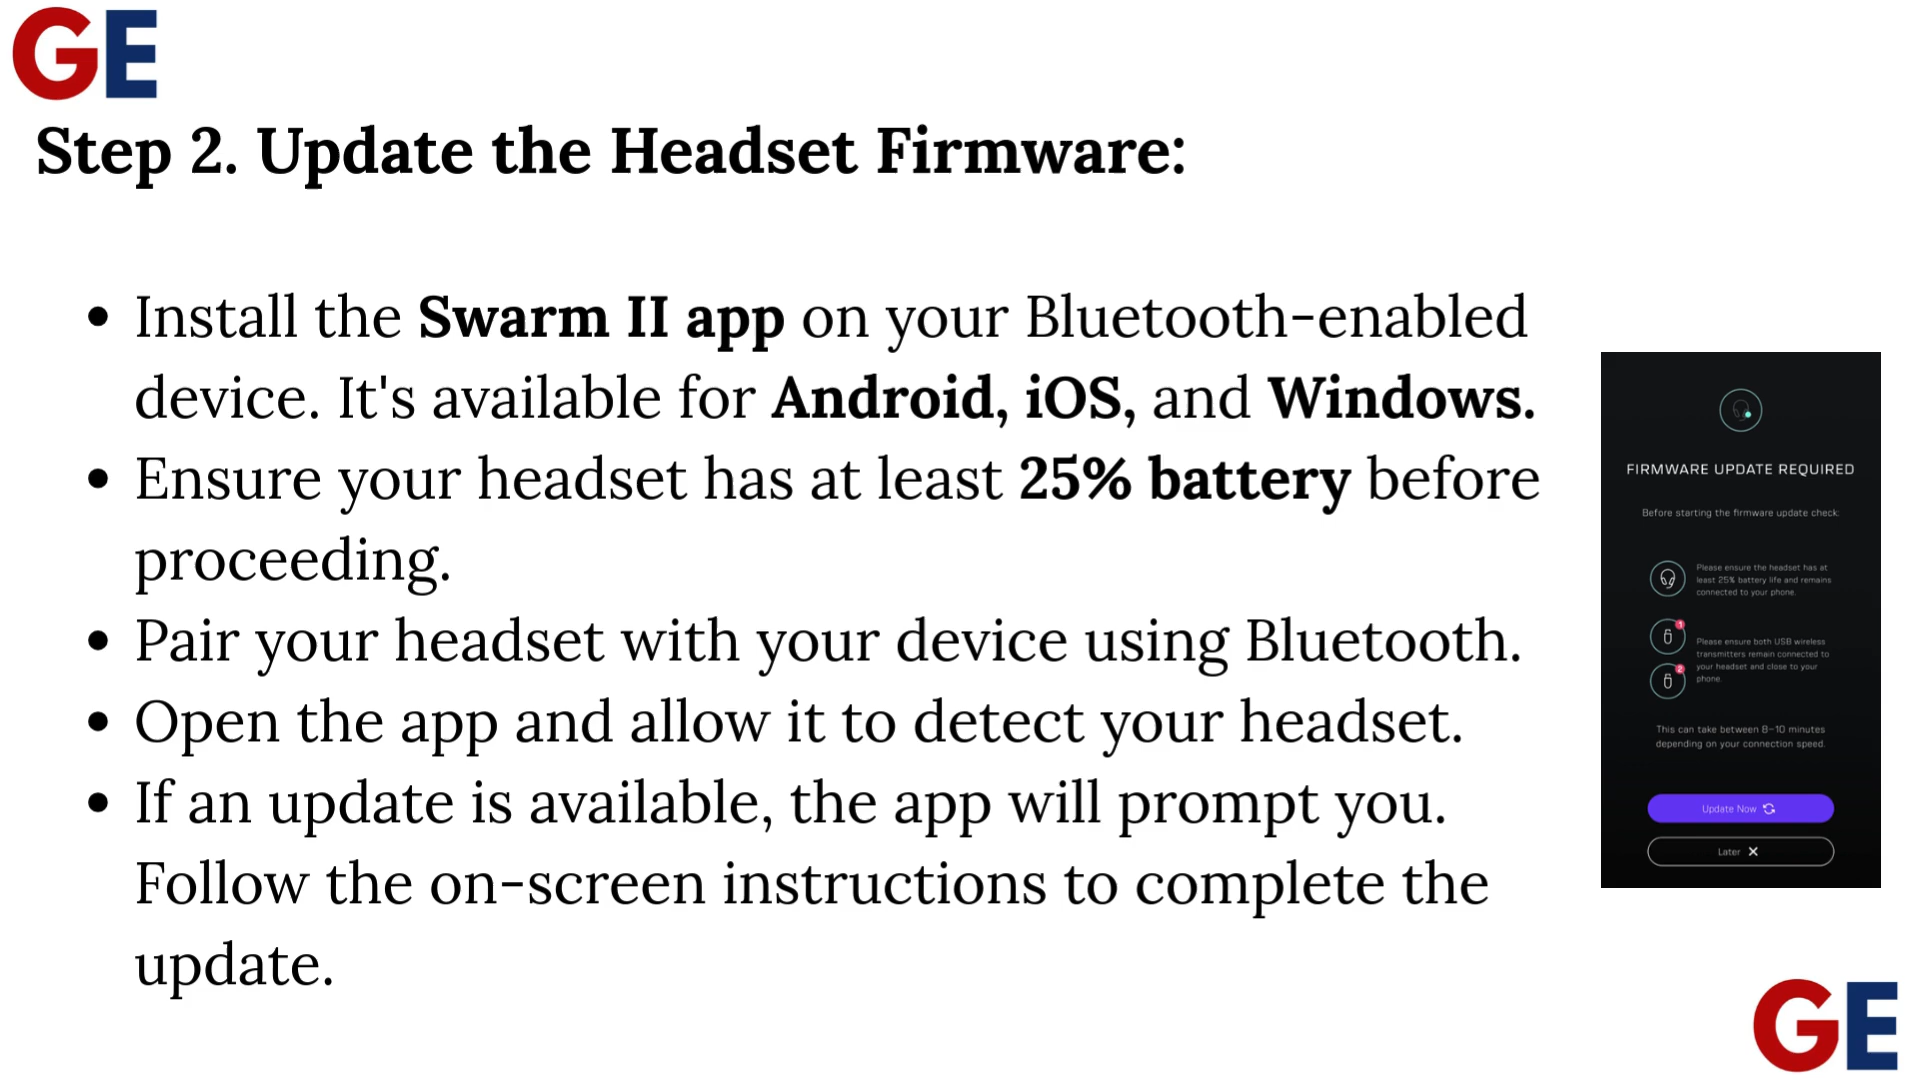 GE
Step 2. Update the Headset Firmware:
• Install the Swarm II app on your Bluetooth-enabled
device. It's available for Android, iOS, and Windows.
• Ensure your headset has at least 25% battery before
proceeding.
• Pair your headset with your device using Bluetooth.
• Open the app and allow it to detect your headset.
• If an update is available, the app will prompt you.
Follow the on-screen instructions to complete the
update.
FIRMWARE UPDATE REQUIRED
Before starting the firmware update check:
Please ensure the headset has at
least 25% battery life and remains
connected to your phone.
1
2
Please ensure both USB wireless
transmitters remain connected to
your headset and close to your
phone.
This can take between 8–10 minutes
depending on your connection speed.
Update Now
Later
GE